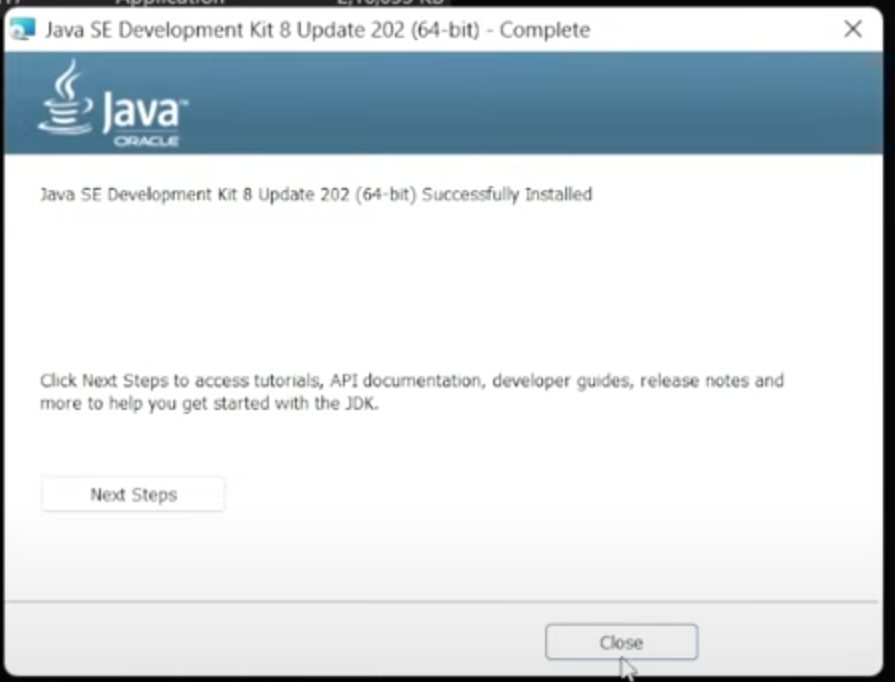 Application
Java SE Development Kit 8 Update 202 (64-bit) - Complete
Java™
ORACLE
Java SE Development Kit 8 Update 202 (64-bit) Successfully Installed
Click Next Steps to access tutorials, API documentation, developer guides, release notes and
more to help you get started with the JDK.
Next Steps
Close